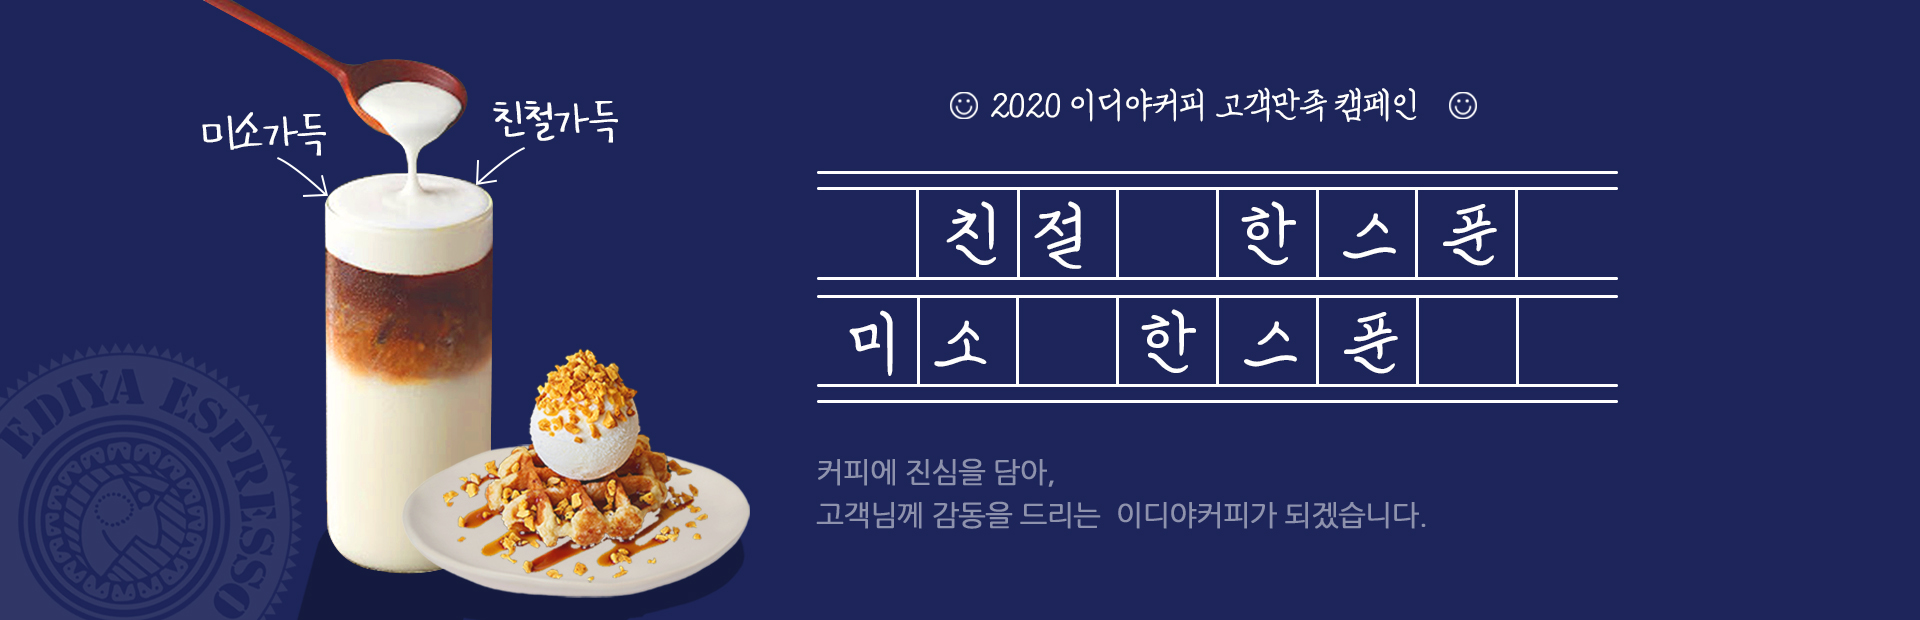 미소가득
친철가득
2020 이디야커피 고객만족 캠페인
친절 한스푼
미소 한스푼
커피에 진심을 담아,
고객님께 감동을 드리는 이디야커피가 되겠습니다.
EDIYA ESPRESSO